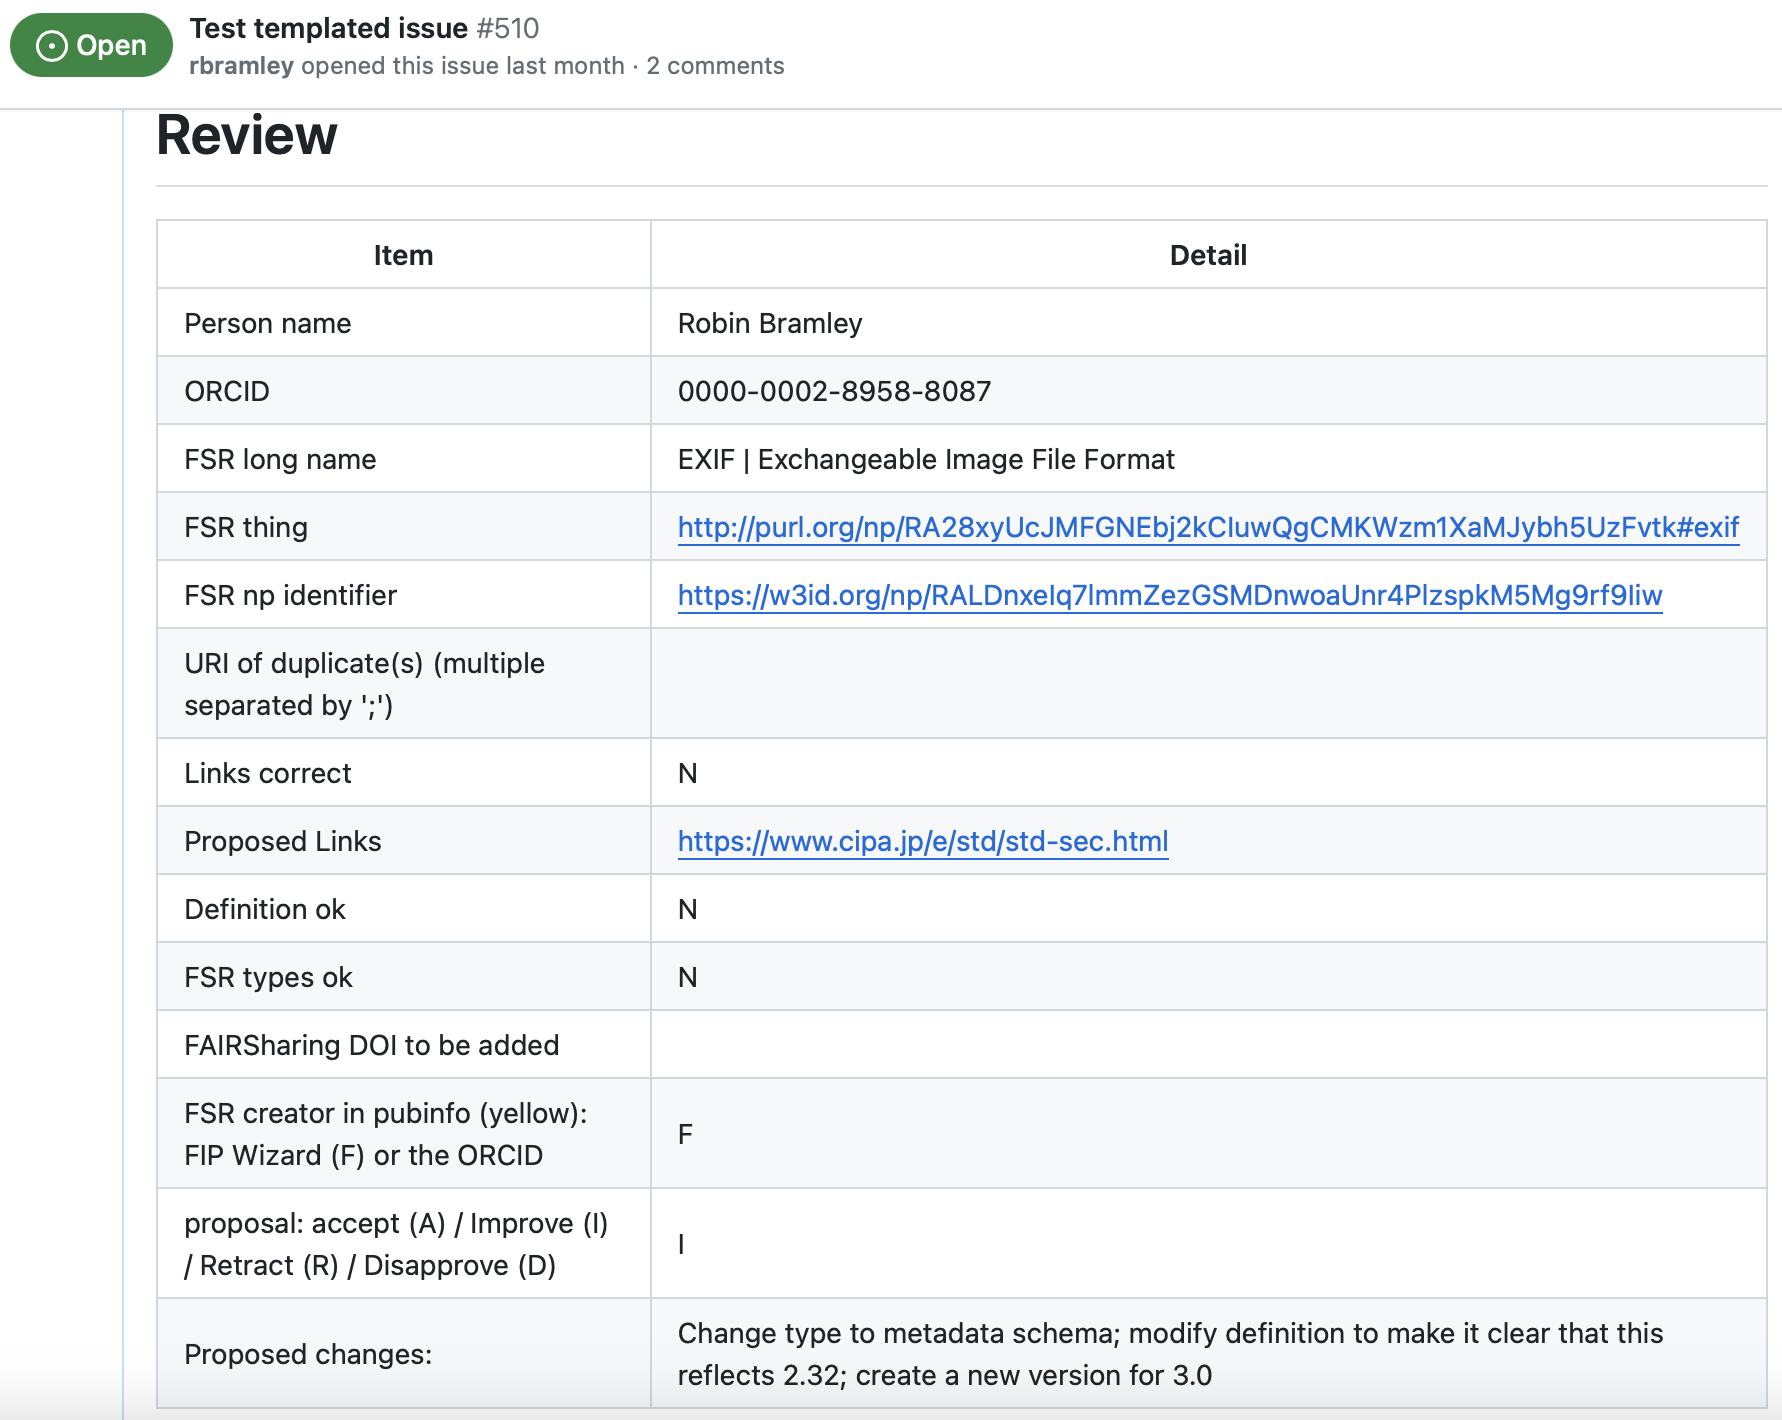 Open
Test templated issue #510
rbramley opened this issue last month · 2 comments
Review
Item Detail
Person name Robin Bramley
ORCID 0000-0002-8958-8087
FSR long name EXIF | Exchangeable Image File Format
FSR thing http://purl.org/np/RA28xyUcJMFGNEbj2kCIuwQgCMKWzm1XaMJybh5UzFvtk#exif
FSR np identifier https://w3id.org/np/RALDnxelq7lmmZezGSMDnwoaUnr4PlzspkM5Mg9rf9liw
URI of duplicate(s) (multiple
separated by ';')
Links correct N
Proposed Links https://www.cipa.jp/e/std/std-sec.html
Definition ok N
FSR types ok N
FAIRSharing DOI to be added
FSR creator in pubinfo (yellow):
FIP Wizard (F) or the ORCID
F
proposal: accept (A) / Improve (I)
/ Retract (R) / Disapprove (D)
I
Proposed changes:
Change type to metadata schema; modify definition to make it clear that this
reflects 2.32; create a new version for 3.0